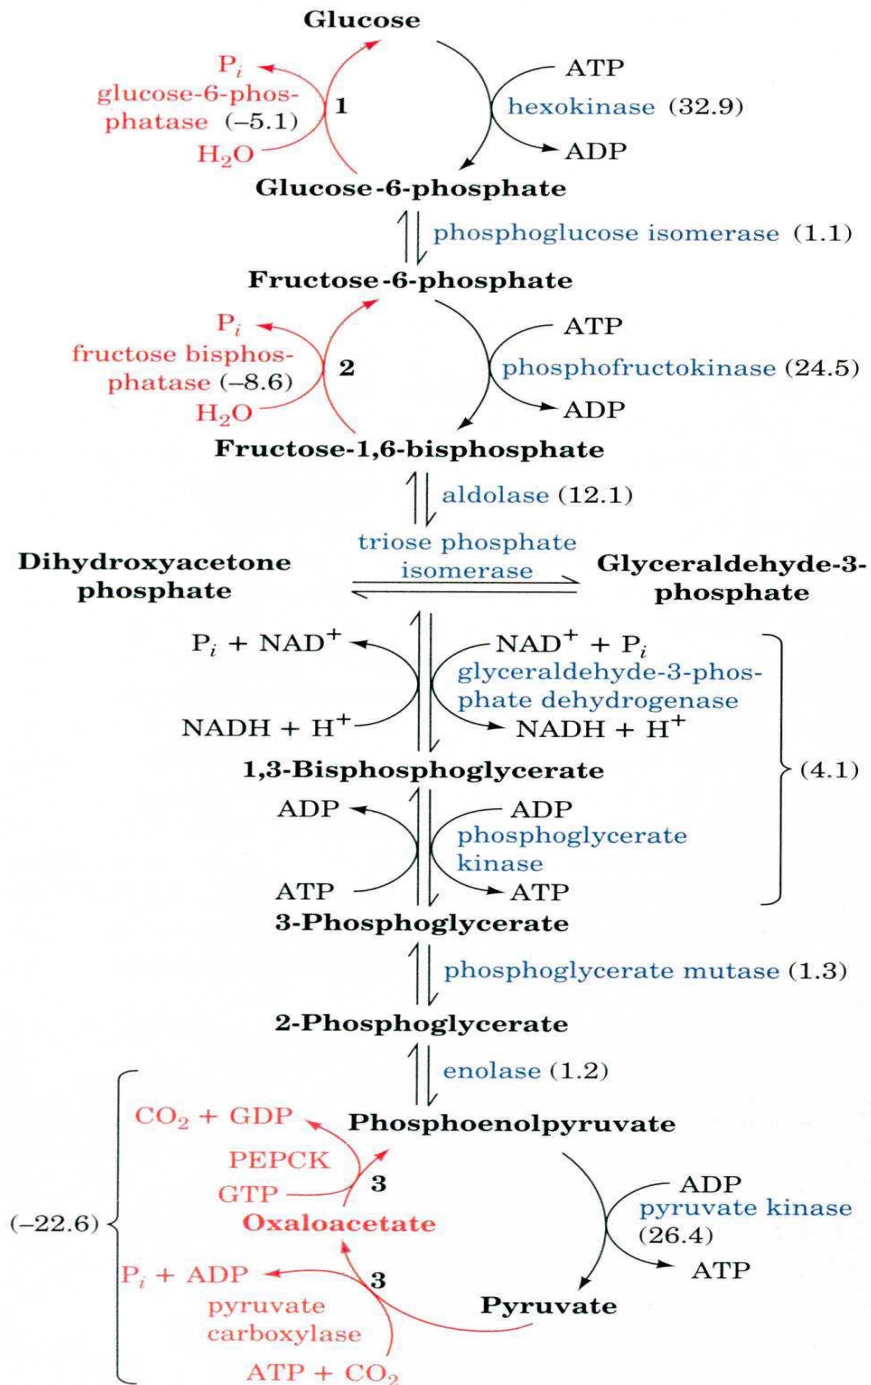 Glucose
P_i
ATP
glucose-6-phos-
phatase (–5.1)
1
hexokinase (32.9)
H₂O
ADP
Glucose-6-phosphate
phosphoglucose isomerase (1.1)
Fructose-6-phosphate
P_i
ATP
fructose bisphos-
phatase (–8.6)
2
phosphofructokinase (24.5)
H₂O
ADP
Fructose-1,6-bisphosphate
aldolase (12.1)
Dihydroxyacetone
phosphate
triose phosphate
isomerase
Glyceraldehyde-3-
phosphate
P_i + NAD⁺
NAD⁺ + P_i
glyceraldehyde-3-phos-
phate dehydrogenase
NADH + H⁺
NADH + H⁺
1,3-Bisphosphoglycerate
(4.1)
ADP
ADP
phosphoglycerate
kinase
ATP
ATP
3-Phosphoglycerate
phosphoglycerate mutase (1.3)
2-Phosphoglycerate
enolase (1.2)
Phosphoenolpyruvate
CO₂ + GDP
PEPCK
GTP
3
ADP
pyruvate kinase
(26.4)
ATP
(–22.6)
Oxaloacetate
P_i + ADP
3
Pyruvate
pyruvate
carboxylase
ATP + CO₂